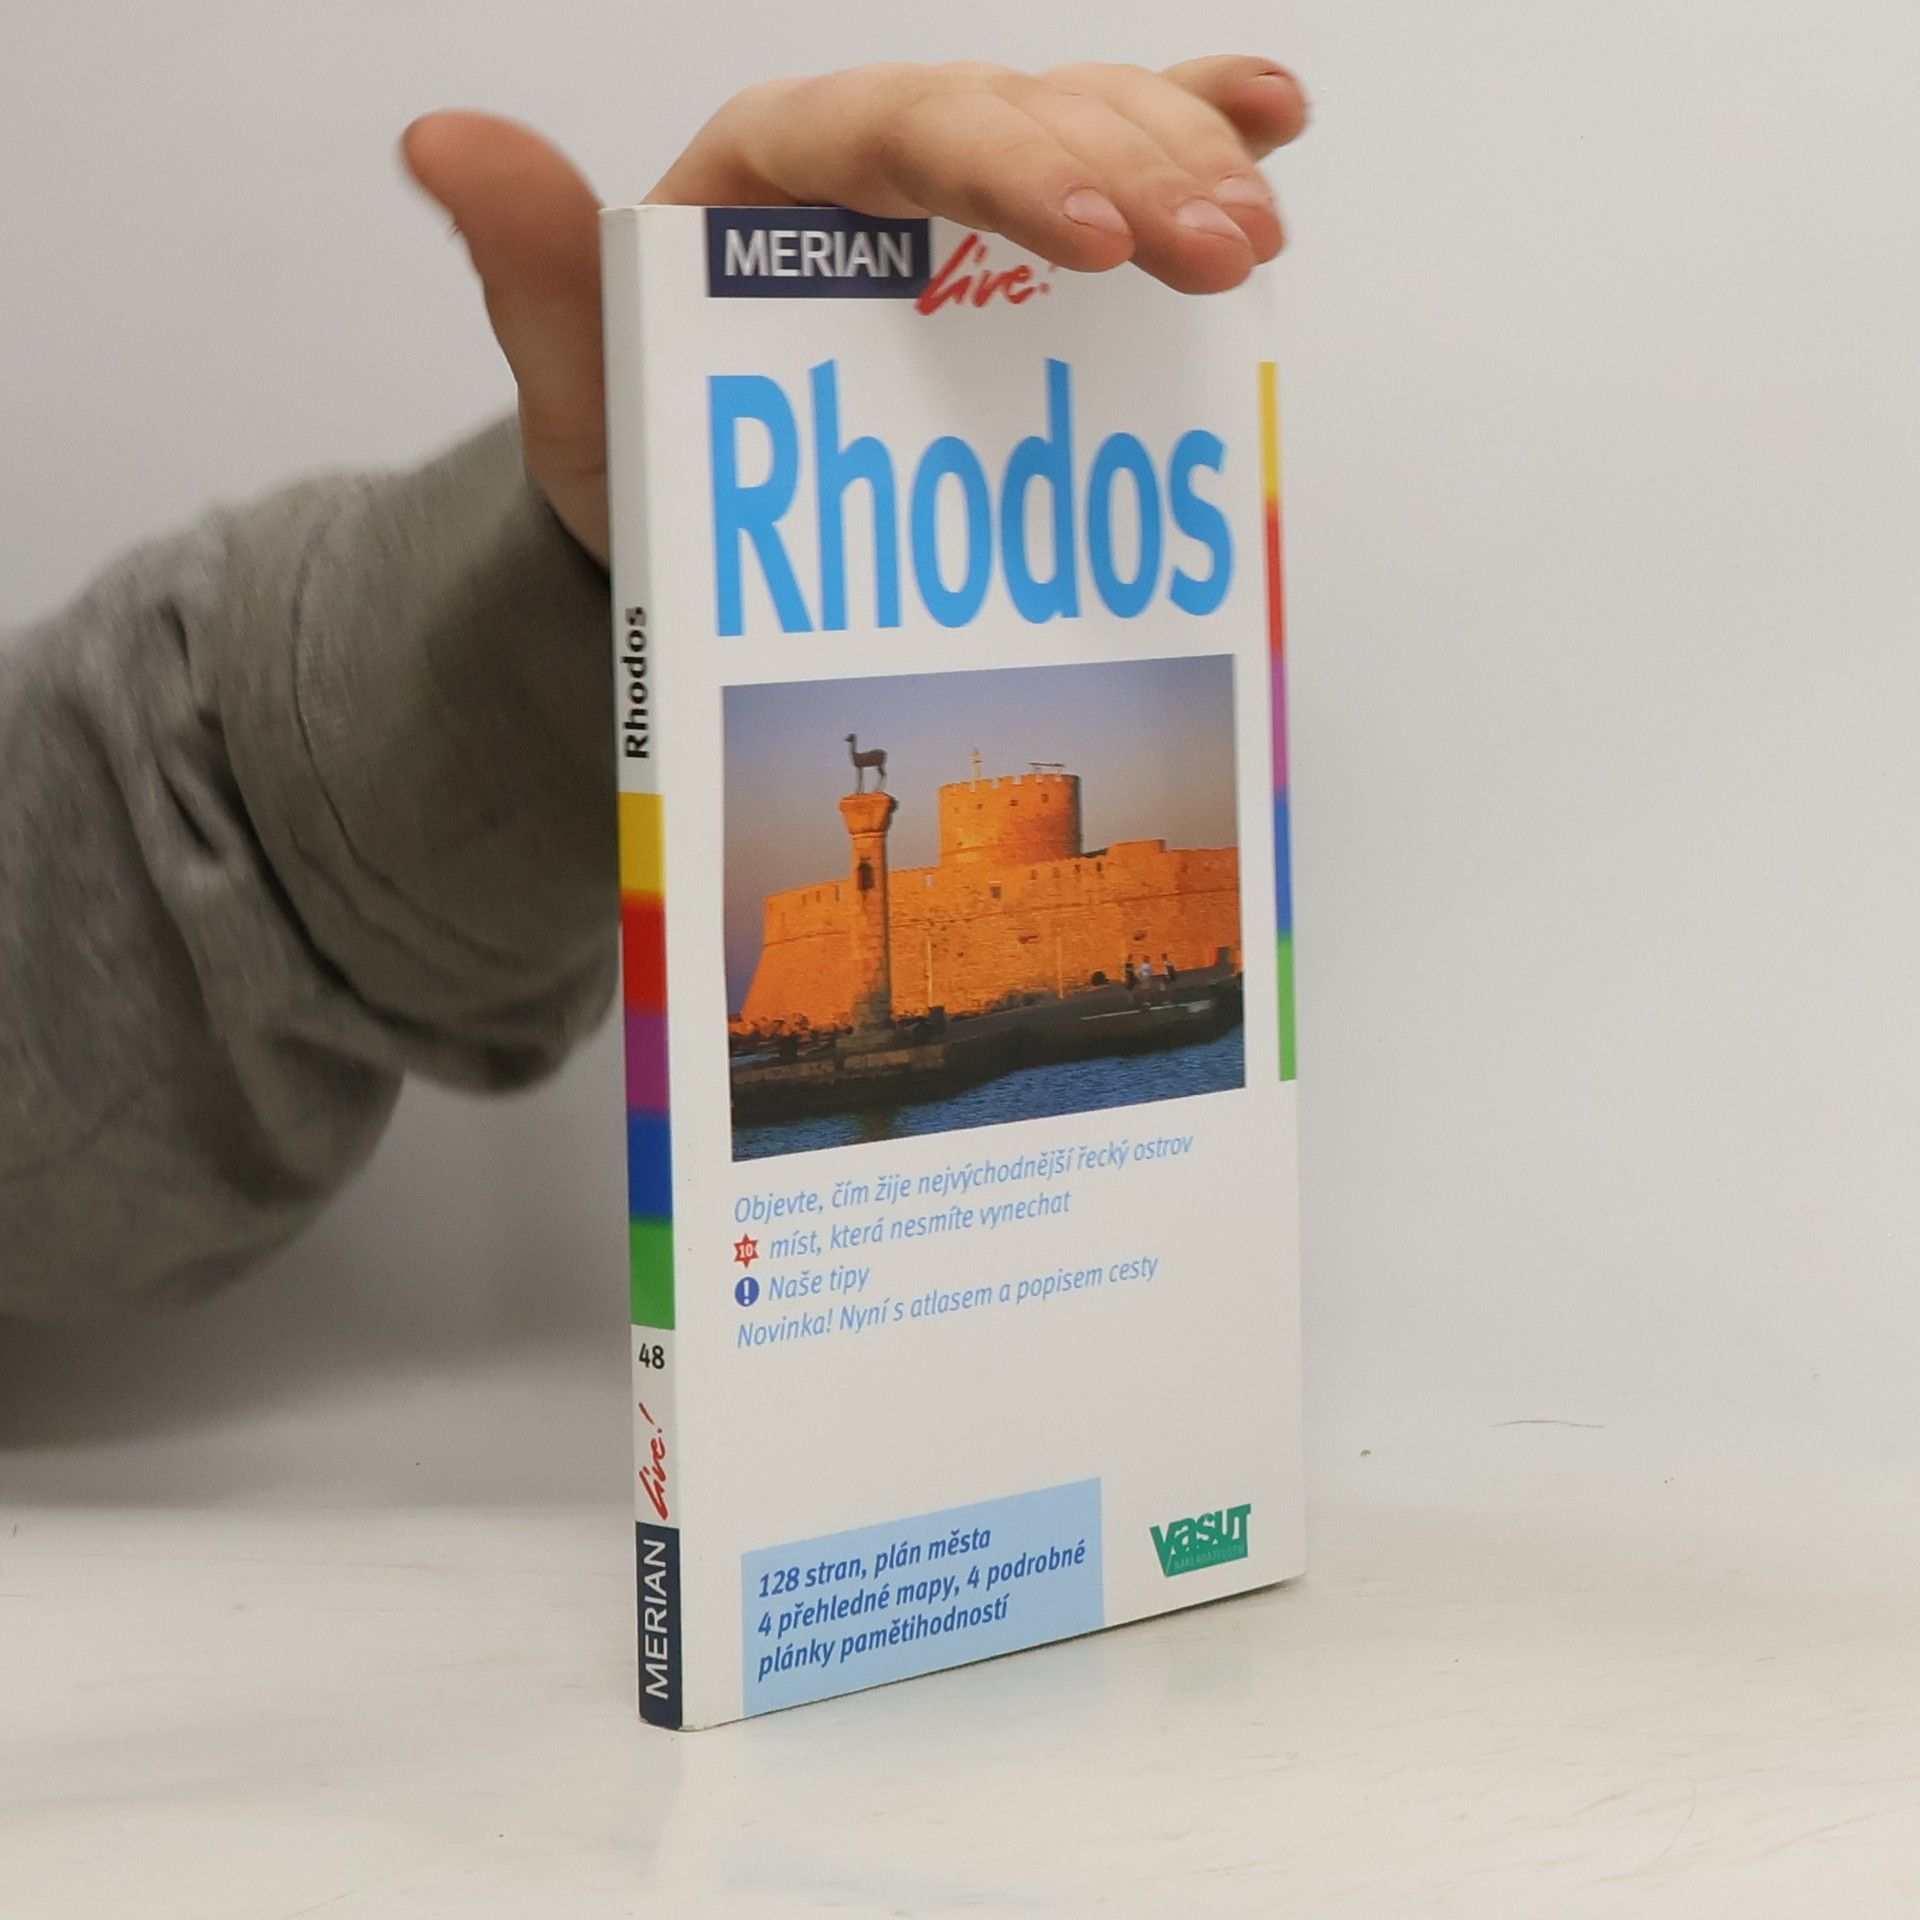 MERIAN live!
Rhodos
Objevte, čím žije nejvýchodnější řecký ostrov
10 míst, která nesmíte vynechat
! Naše tipy
Novinka! Nyní s atlasem a popisem cesty
128 stran, plán města
4 přehledné mapy, 4 podrobné
plánky pamětihodností
vasut
NAKLADATELSTVÍ
Rhodos
48
live!
MERIAN